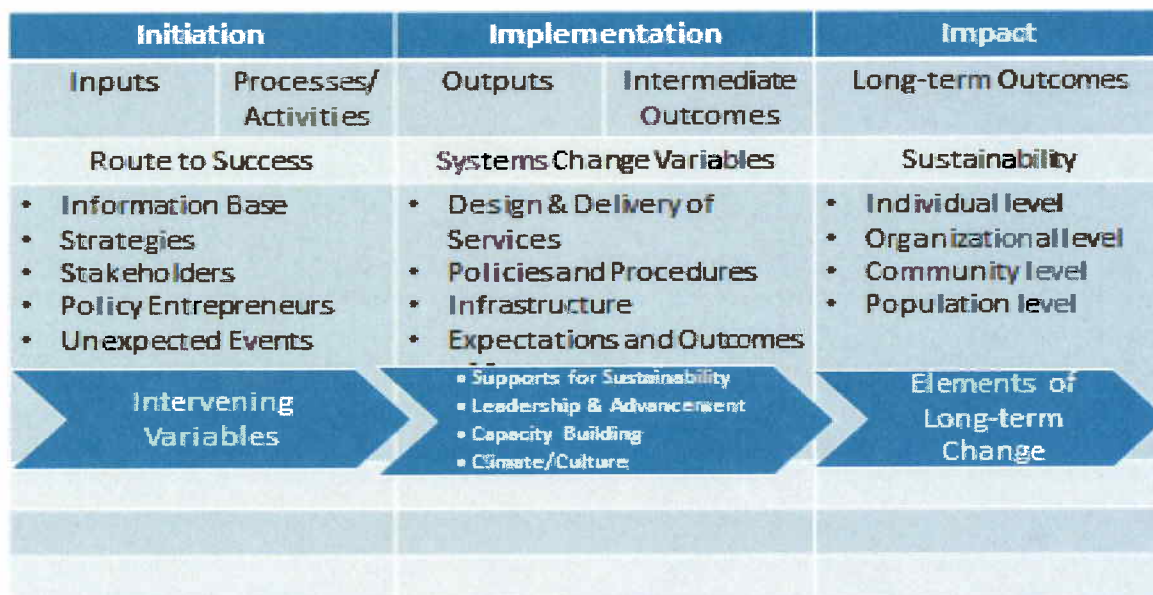 Initiation
Implementation
Impact
Inputs
Processes/
Activities
Outputs
Intermediate
Outcomes
Long-term Outcomes
Route to Success
Systems Change Variables
Sustainability
• Information Base
• Strategies
• Stakeholders
• Policy Entrepreneurs
• Unexpected Events
• Design & Delivery of
Services
• Policies and Procedures
• Infrastructure
• Expectations and Outcomes
• Individual level
• Organizational level
• Community level
• Population level
Intervening
Variables
• Supports for Sustainability
• Leadership & Advancement
• Capacity Building
• Climate/Culture
Elements of
Long-term
Change